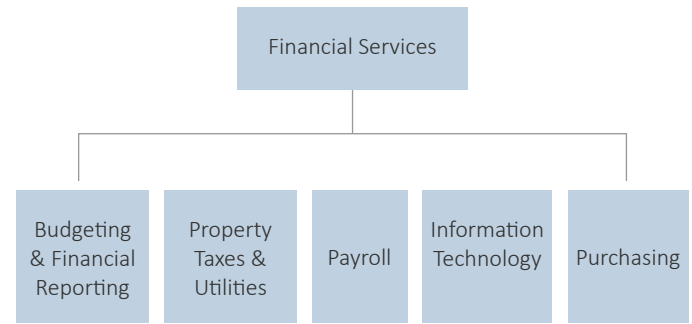 Financial Services
Budgeting
& Financial
Reporting
Property
Taxes &
Utilities
Payroll
Information
Technology
Purchasing